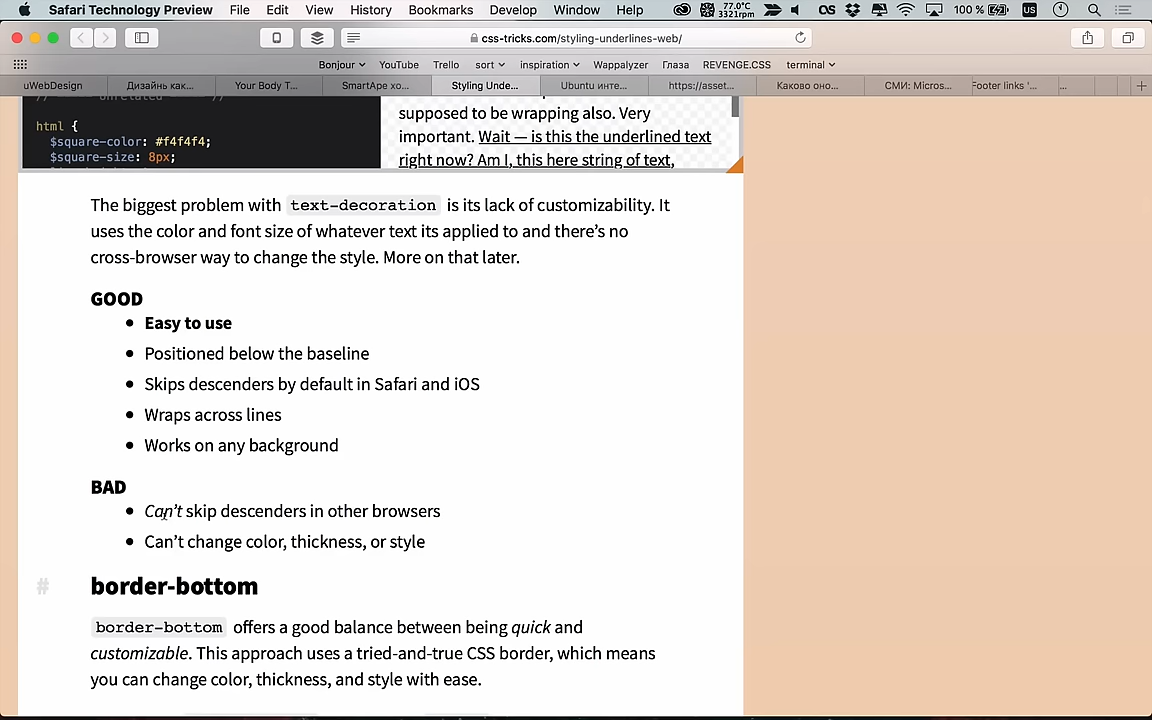 Safari Technology Preview File Edit View History Bookmarks Develop Window Help 77.0°C 3321rpm OS 100 % US
css-tricks.com/styling-underlines-web/
Bonjour YouTube Trello sort inspiration Wappalyzer Глаза REVENGE.CSS terminal
uWebDesign Дизайнь как... Your Body T... SmartApe хо... Styling Unde... Ubuntu инте... https://asset... Каково оно... СМИ: Micros... Footer links '... ...
html {
$square-color: #f4f4f4;
$square-size: 8px;
supposed to be wrapping also. Very
important. Wait — is this the underlined text
right now? Am I, this here string of text,
The biggest problem with text-decoration is its lack of customizability. It
uses the color and font size of whatever text its applied to and there's no
cross-browser way to change the style. More on that later.
GOOD
• Easy to use
• Positioned below the baseline
• Skips descenders by default in Safari and iOS
• Wraps across lines
• Works on any background
BAD
• Can't skip descenders in other browsers
• Can't change color, thickness, or style
# border-bottom
border-bottom offers a good balance between being quick and
customizable. This approach uses a tried-and-true CSS border, which means
you can change color, thickness, and style with ease.